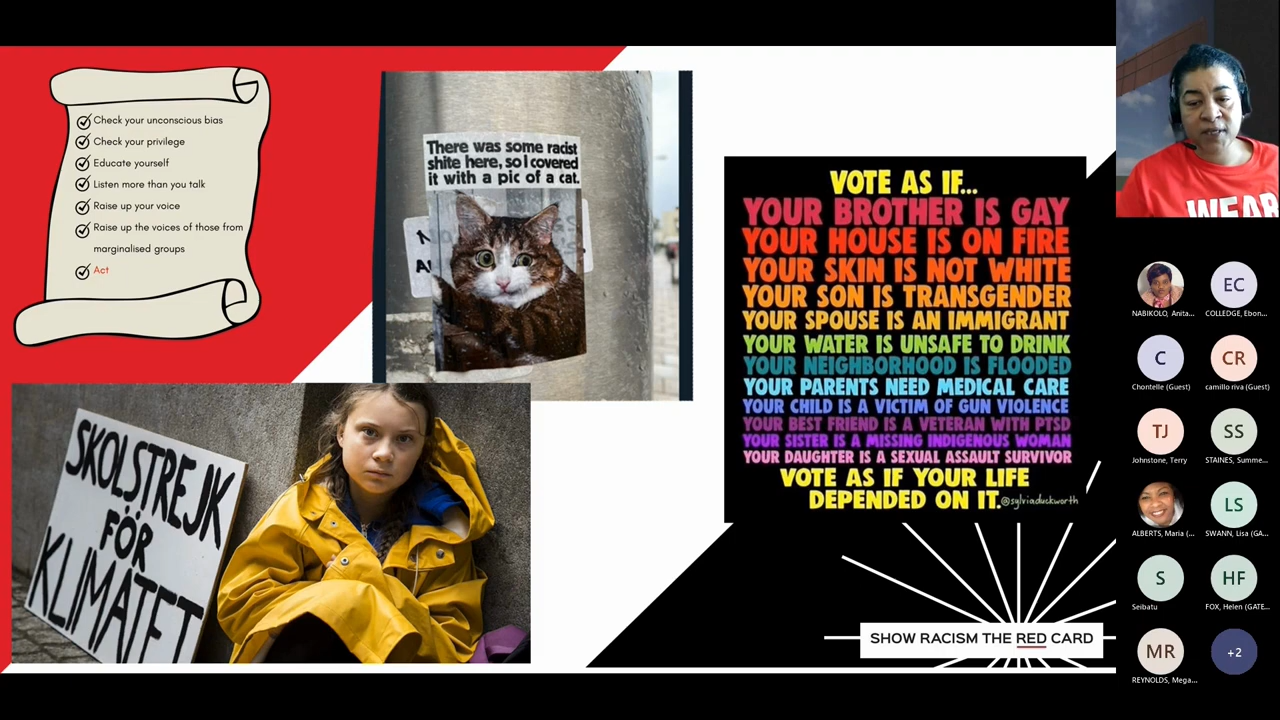 Check your unconscious bias
Check your privilege
Educate yourself
Listen more than you talk
Raise up your voice
Raise up the voices of those from
marginalised groups
Act
There was some racist
shite here, so I covered
it with a pic of a cat.
SKOLSTREJK
FÖR
KLIMATET
VOTE AS IF...
YOUR BROTHER IS GAY
YOUR HOUSE IS ON FIRE
YOUR SKIN IS NOT WHITE
YOUR SON IS TRANSGENDER
YOUR SPOUSE IS AN IMMIGRANT
YOUR WATER IS UNSAFE TO DRINK
YOUR NEIGHBORHOOD IS FLOODED
YOUR PARENTS NEED MEDICAL CARE
YOUR CHILD IS A VICTIM OF GUN VIOLENCE
YOUR BEST FRIEND IS A VETERAN WITH PTSD
YOUR SISTER IS A MISSING INDIGENOUS WOMAN
YOUR DAUGHTER IS A SEXUAL ASSAULT SURVIVOR
VOTE AS IF YOUR LIFE
DEPENDED ON IT.
@sylviaduckworth
SHOW RACISM THE RED CARD
WEAR
NABIKOLO, Anita...
EC
COLLEDGE, Ebon...
C
Chontelle (Guest)
CR
camillo riva (Guest)
TJ
Johnstone, Terry
SS
STAINES, Summe...
ALBERTS, Maria (...
LS
SWANN, Lisa (GA...
S
Seibatu
HF
FOX, Helen (GATE...
MR
REYNOLDS, Mega...
+2